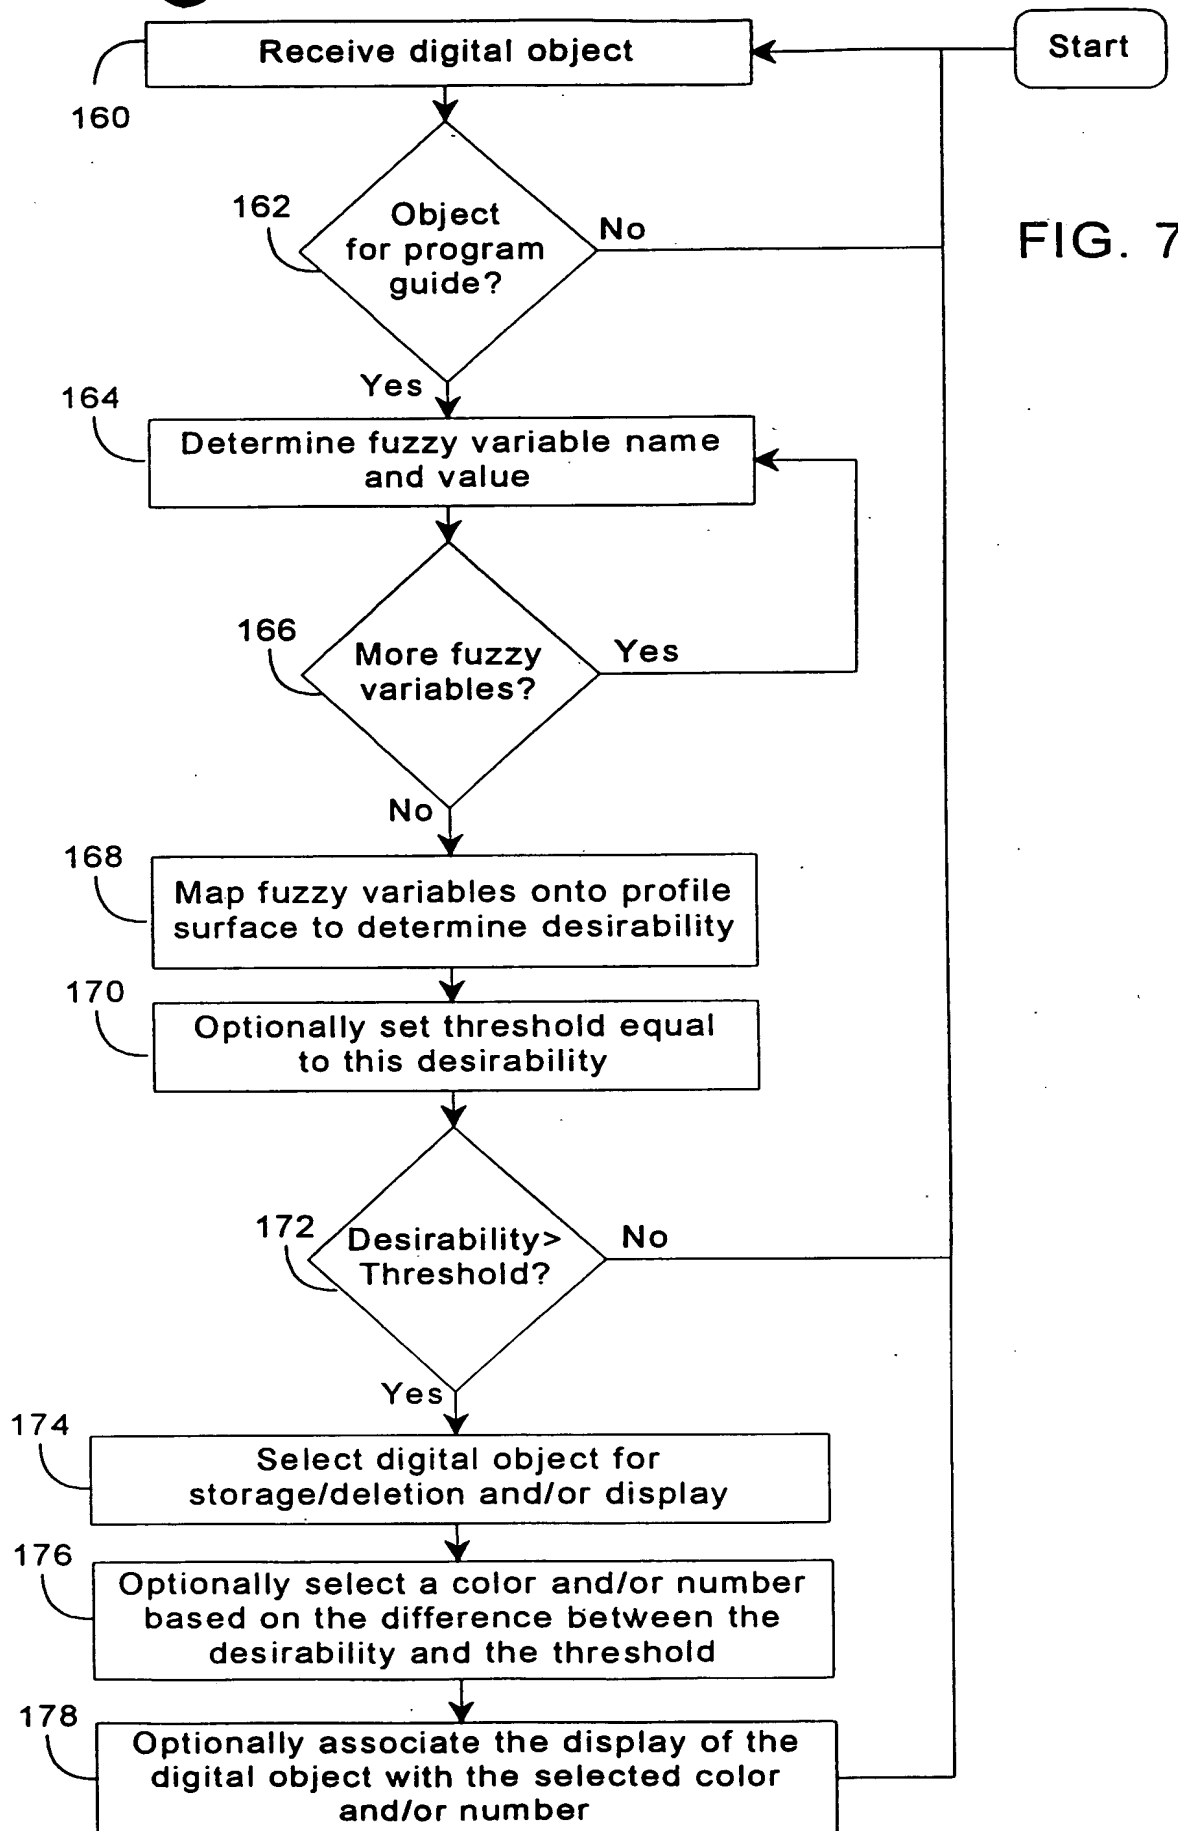 Start
Receive digital object
160
FIG. 7
162
Object
for program
guide?
No
Yes
164
Determine fuzzy variable name
and value
166
More fuzzy
variables?
Yes
No
168
Map fuzzy variables onto profile
surface to determine desirability
170
Optionally set threshold equal
to this desirability
172
Desirability>
Threshold?
No
Yes
174
Select digital object for
storage/deletion and/or display
176
Optionally select a color and/or number
based on the difference between the
desirability and the threshold
178
Optionally associate the display of the
digital object with the selected color
and/or number